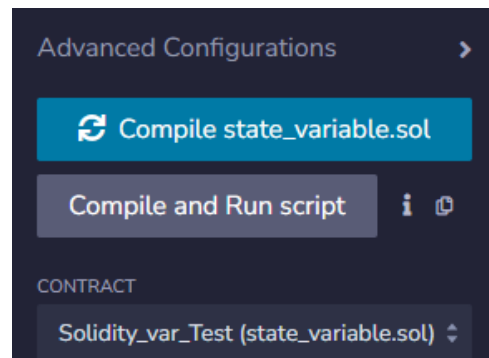 Advanced Configurations
Compile state_variable.sol
Compile and Run script
CONTRACT
Solidity_var_Test (state_variable.sol)